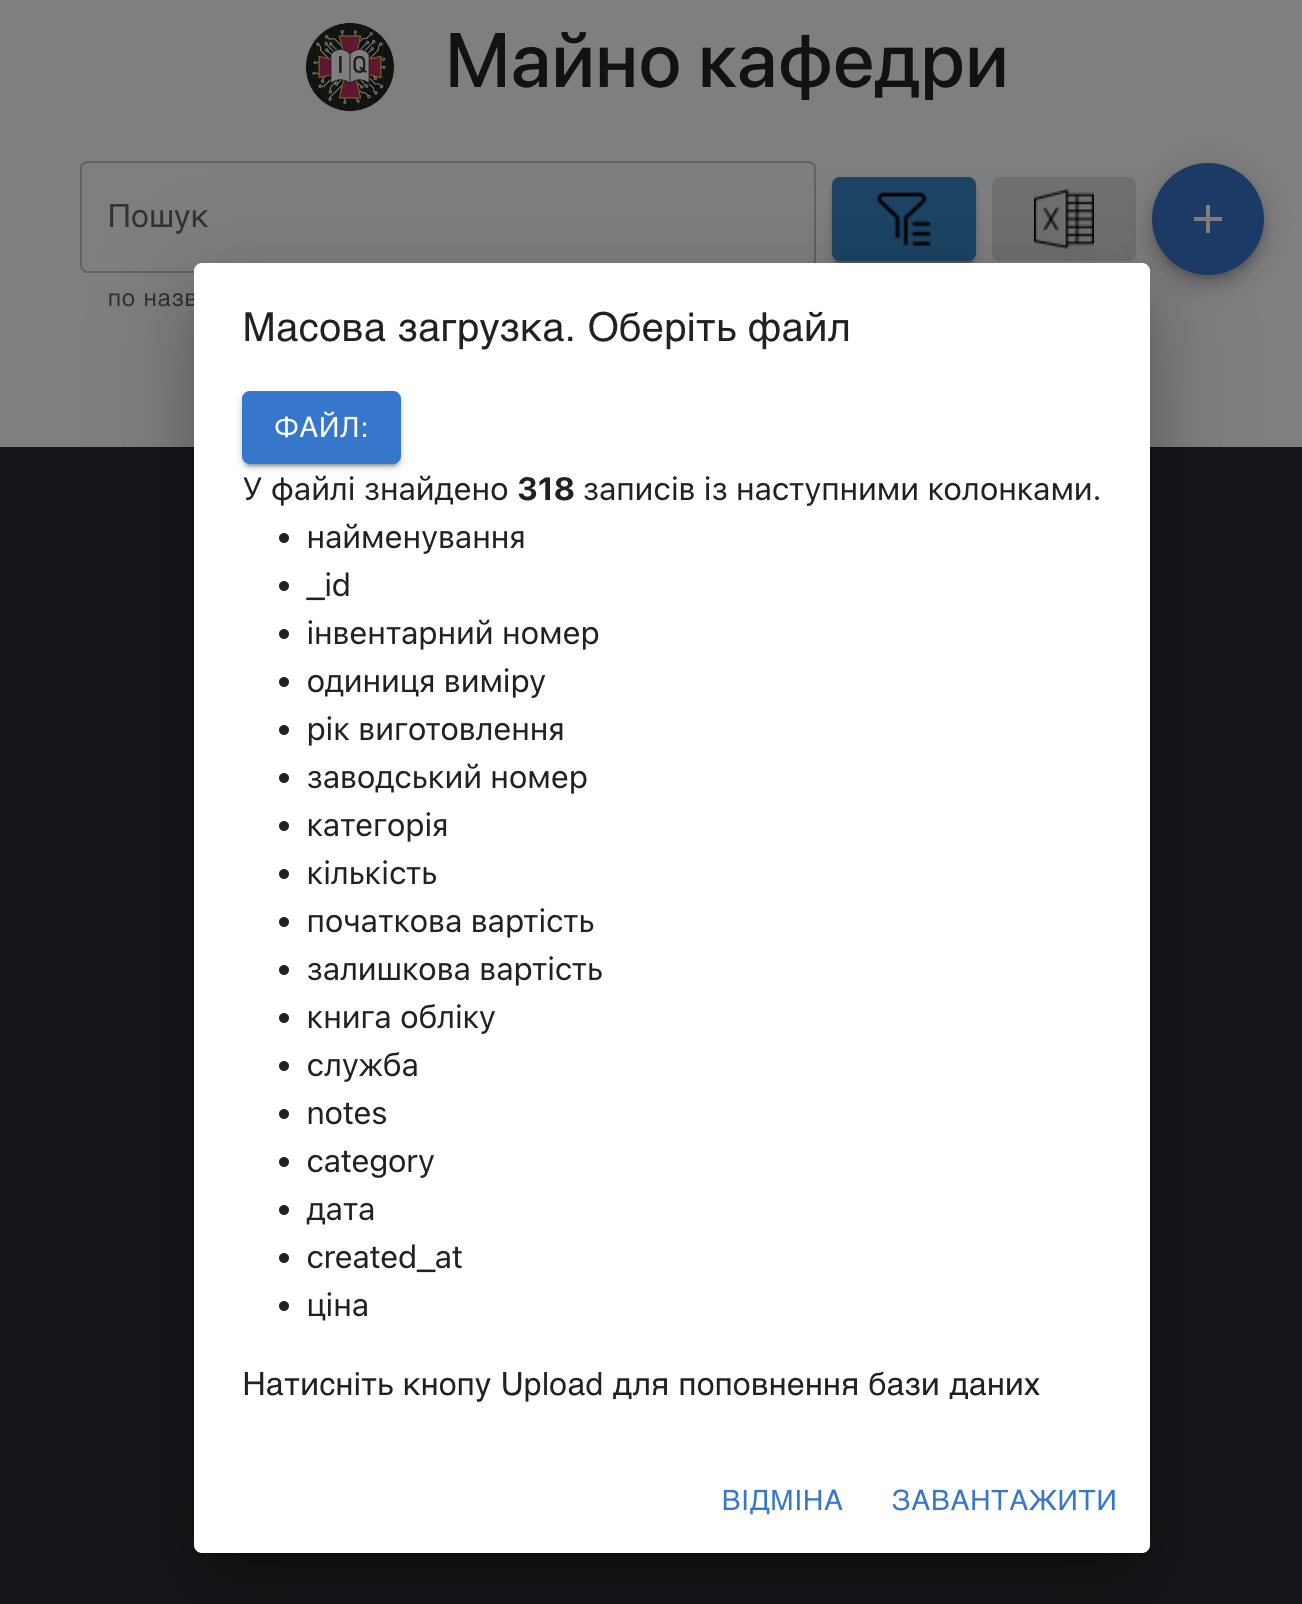 IQ
Майно кафедри
Пошук
X
по назв
Масова загрузка. Оберіть файл
ФАЙЛ:
У файлі знайдено 318 записів із наступними колонками.
найменування
_id
інвентарний номер
одиниця виміру
рік виготовлення
заводський номер
категорія
кількість
початкова вартість
залишкова вартість
книга обліку
служба
notes
category
дата
created_at
ціна
Натисніть кнопу Upload для поповнення бази даних
ВІДМІНА ЗАВАНТАЖИТИ